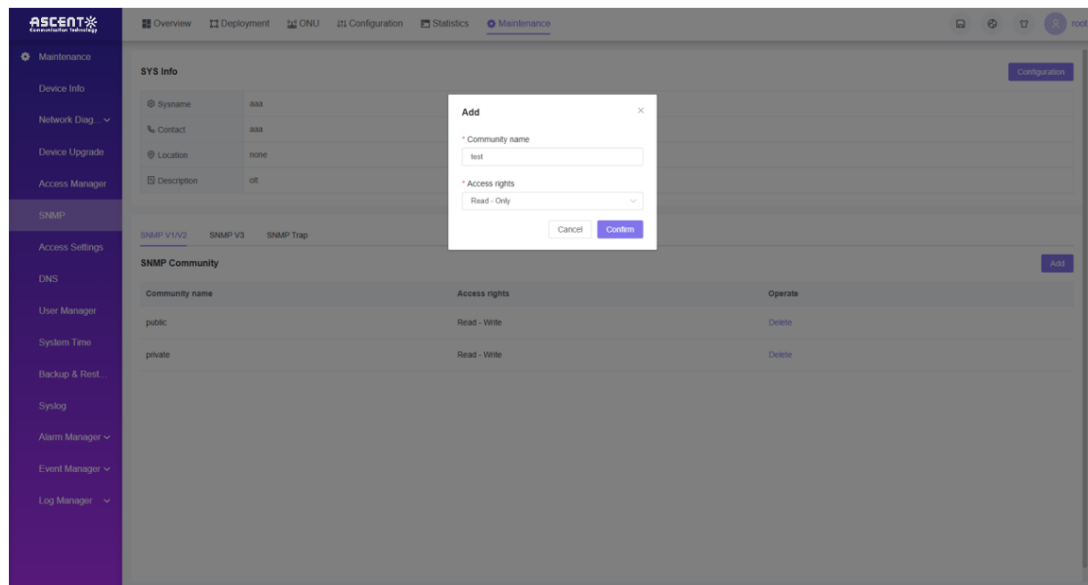 ASCENT
Communication Technology
Overview Deployment ONU Configuration Statistics Maintenance
root
Maintenance
Device Info
Network Diag...
Device Upgrade
Access Manager
SNMP
Access Settings
DNS
User Manager
System Time
Backup & Rest...
Syslog
Alarm Manager
Event Manager
Log Manager
SYS Info
Configuration
Sysname aaa
Contact aaa
Location none
Description olt
Add
* Community name
test
* Access rights
Read - Only
Cancel Confirm
SNMP V1/V2 SNMP V3 SNMP Trap
SNMP Community
Add
Community name Access rights Operate
public Read - Write Delete
private Read - Write Delete